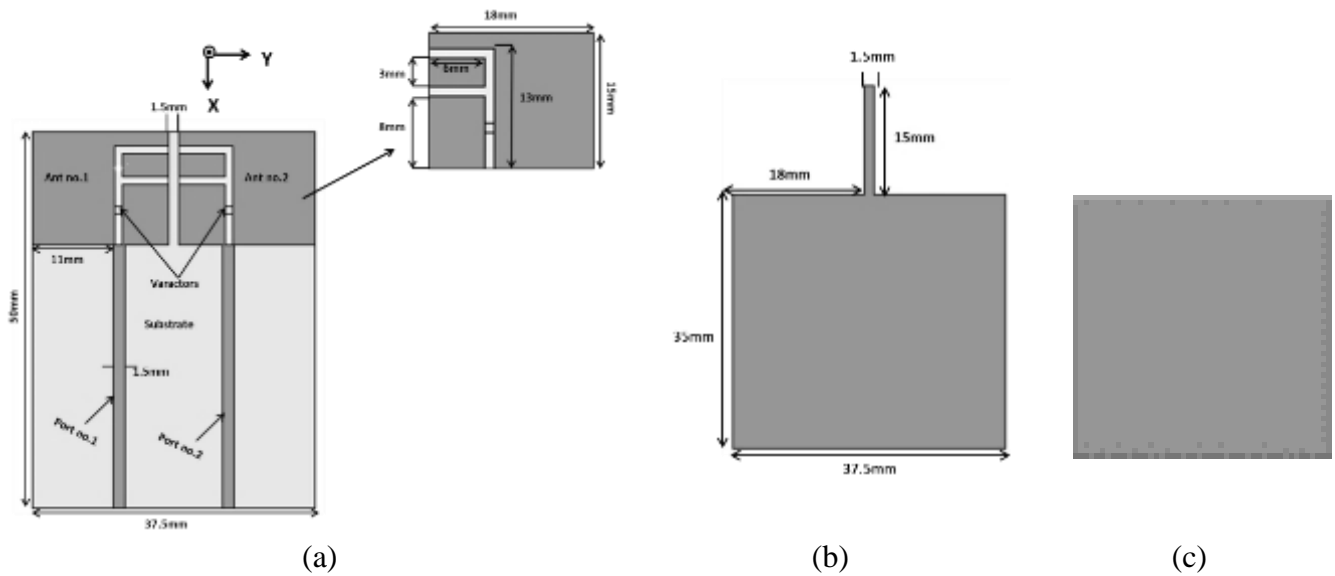 Y
X
1.5mm
Ant no.1
Ant no.2
11mm
Varactors
Substrate
50mm
1.5mm
Port no.1
Port no.2
37.5mm
18mm
3mm
6mm
13mm
15mm
8mm
(a)
1.5mm
15mm
18mm
35mm
37.5mm
(b)
(c)